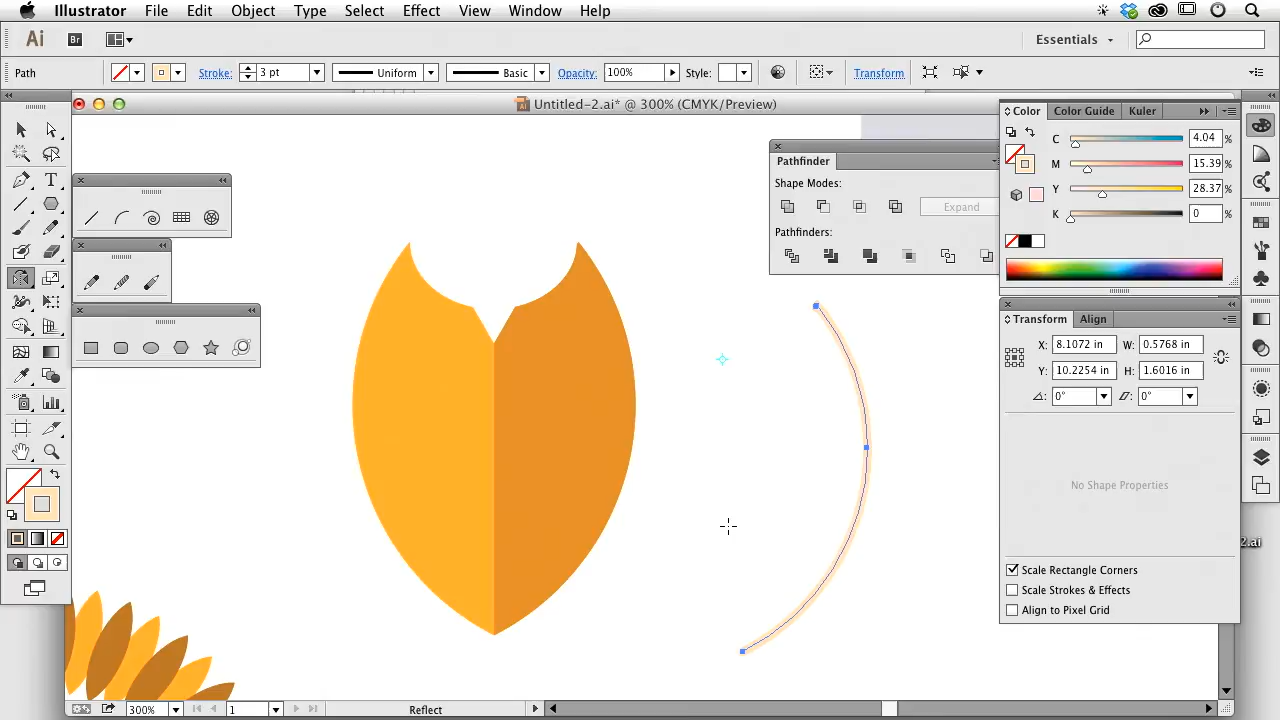 Illustrator File Edit Object Type Select Effect View Window Help
Ai Br Essentials
Path Stroke: 3 pt Uniform Basic Opacity: 100% Style: Transform
Untitled-2.ai* @ 300% (CMYK/Preview)
Color Color Guide Kuler
C 4.04 %
M 15.39 %
Y 28.37 %
K 0 %
Pathfinder
Shape Modes:
Expand
Pathfinders:
Transform Align
X: 8.1072 in W: 0.5768 in
Y: 10.2254 in H: 1.6016 in
0° 0°
No Shape Properties
Scale Rectangle Corners
Scale Strokes & Effects
Align to Pixel Grid
2.ai
300% 1 Reflect